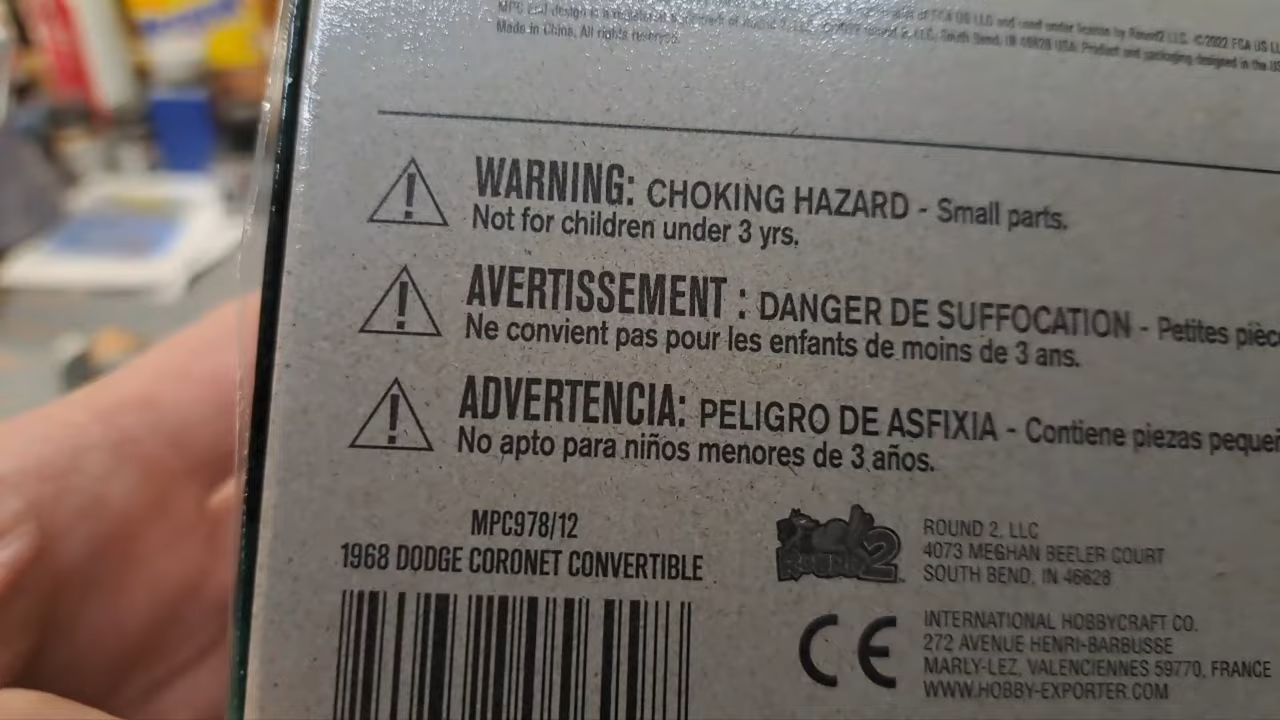 Made in China, All rights reserved.
WARNING: CHOKING HAZARD - Small parts.
Not for children under 3 yrs.
AVERTISSEMENT : DANGER DE SUFFOCATION - Petites pièc
Ne convient pas pour les enfants de moins de 3 ans.
ADVERTENCIA: PELIGRO DE ASFIXIA - Contiene piezas peque
No apto para niños menores de 3 años.
MPC978/12
1968 DODGE CORONET CONVERTIBLE
ROUND 2
ROUND 2, LLC
4073 MEGHAN BEELER COURT
SOUTH BEND, IN 46628
CE
INTERNATIONAL HOBBYCRAFT CO.
272 AVENUE HENRI-BARBUSSE
MARLY-LEZ, VALENCIENNES 59770, FRANCE
WWW.HOBBY-EXPORTER.COM